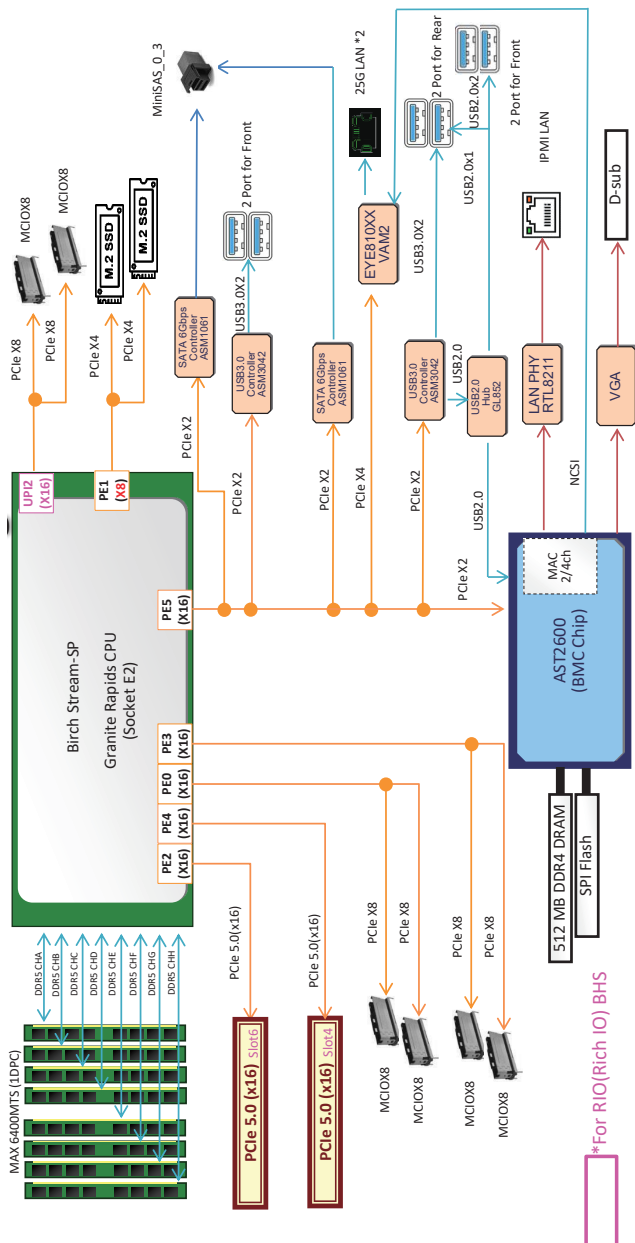 MCIOX8
MCIOX8
PCIe X8
PCIe X8
M.2 SSD
M.2 SSD
PCIe X4
PCIe X4
MiniSAS_0_3
SATA 6Gbps
Controller
ASM1061
PCIe X2
2 Port for Front
USB3.0X2
USB3.0
Controller
ASM3042
PCIe X2
SATA 6Gbps
Controller
ASM1061
PCIe X2
25G LAN *2
EYE810XX
VAM2
PCIe X4
2 Port for Rear
USB3.0X2
USB3.0
Controller
ASM3042
PCIe X2
USB2.0
USB2.0
Hub
GL852
USB2.0
USB2.0x1
USB2.0x2
2 Port for Front
IPMI LAN
LAN PHY
RTL8211
NCSI
D-sub
VGA
UPI2
(X16)
PE1
(X8)
Birch Stream-SP
Granite Rapids CPU
(Socket E2)
PE5
(X16)
PE3
(X16)
PE0
(X16)
PE4
(X16)
PE2
(X16)
PCIe X2
MAC
2/4ch
AST2600
(BMC Chip)
512 MB DDR4 DRAM
SPI Flash
DDR5 CHA
DDR5 CHB
DDR5 CHC
DDR5 CHD
DDR5 CHE
DDR5 CHF
DDR5 CHG
DDR5 CHH
MAX 6400MTS (1DPC)
PCIe 5.0(x16)
PCIe 5.0 (x16) Slot6
PCIe 5.0(x16)
PCIe 5.0 (x16) Slot4
PCIe X8
PCIe X8
MCIOX8
MCIOX8
PCIe X8
PCIe X8
MCIOX8
MCIOX8
*For RIO(Rich IO) BHS